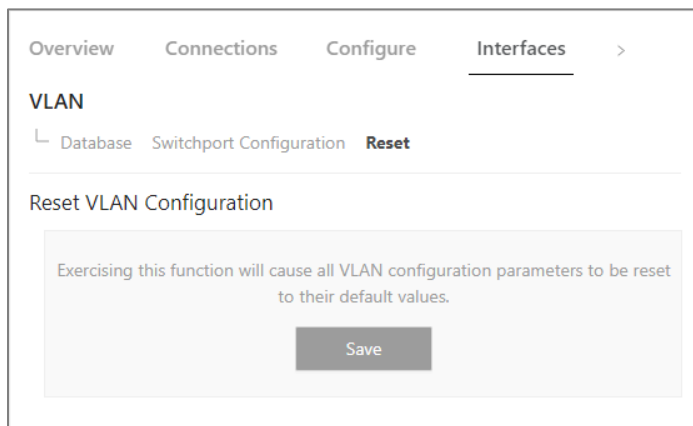 Overview Connections Configure Interfaces >
VLAN
Database Switchport Configuration Reset
Reset VLAN Configuration
Exercising this function will cause all VLAN configuration parameters to be reset
to their default values.
Save